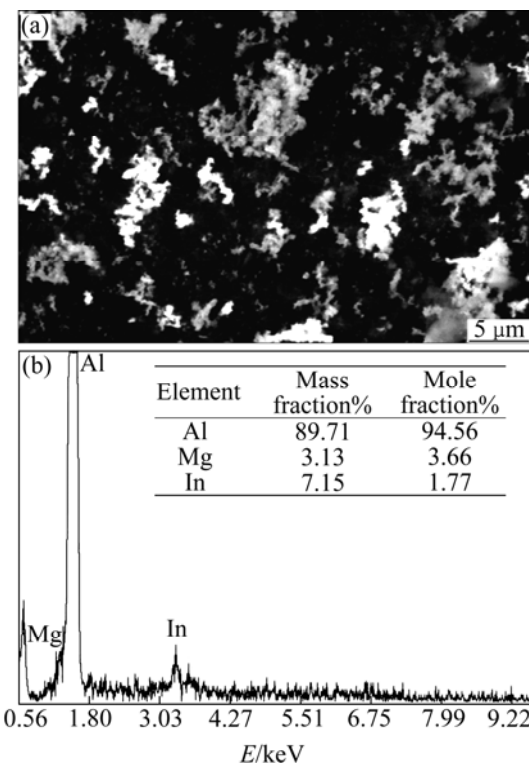 (a)
5 μm
(b)
Al
Element Mass fraction% Mole fraction%
Al 89.71 94.56
Mg 3.13 3.66
In 7.15 1.77
Mg
In
0.56 1.80 3.03 4.27 5.51 6.75 7.99 9.22
E/keV